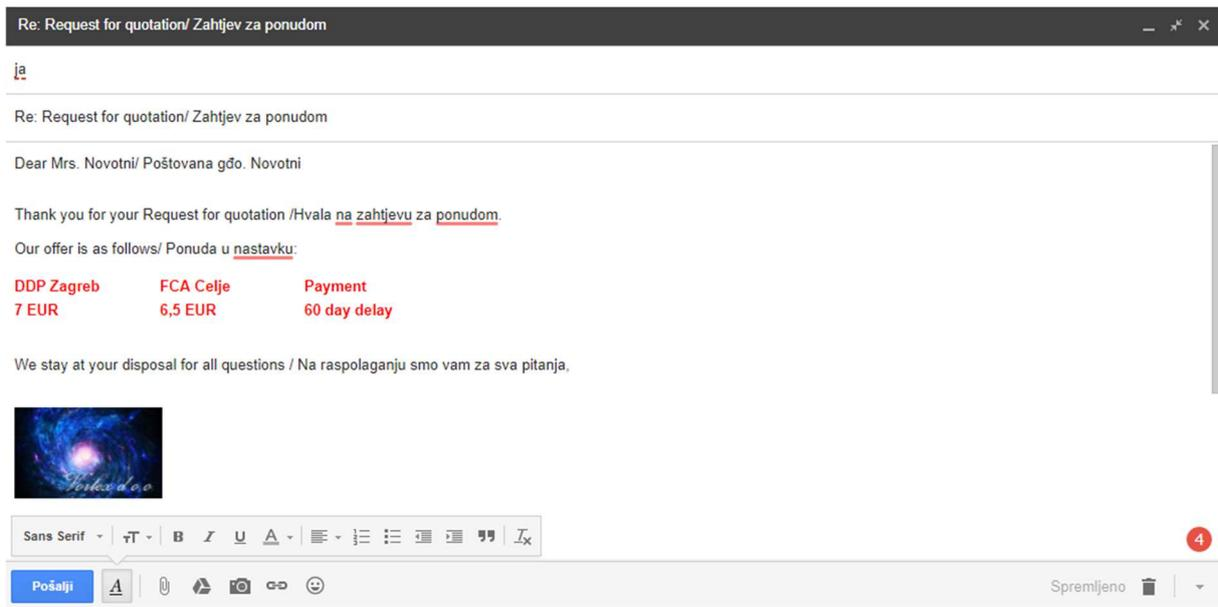 Re: Request for quotation/ Zahtjev za ponudom
ja
Re: Request for quotation/ Zahtjev za ponudom
Dear Mrs. Novotni/ Poštovana gđo. Novotni
Thank you for your Request for quotation /Hvala na zahtjevu za ponudom.
Our offer is as follows/ Ponuda u nastavku:
DDP Zagreb FCA Celje Payment
7 EUR 6,5 EUR 60 day delay
We stay at your disposal for all questions / Na raspolaganju smo vam za sva pitanja,
Vortex d o.o
Sans Serif
4
Pošalji
Spremljeno